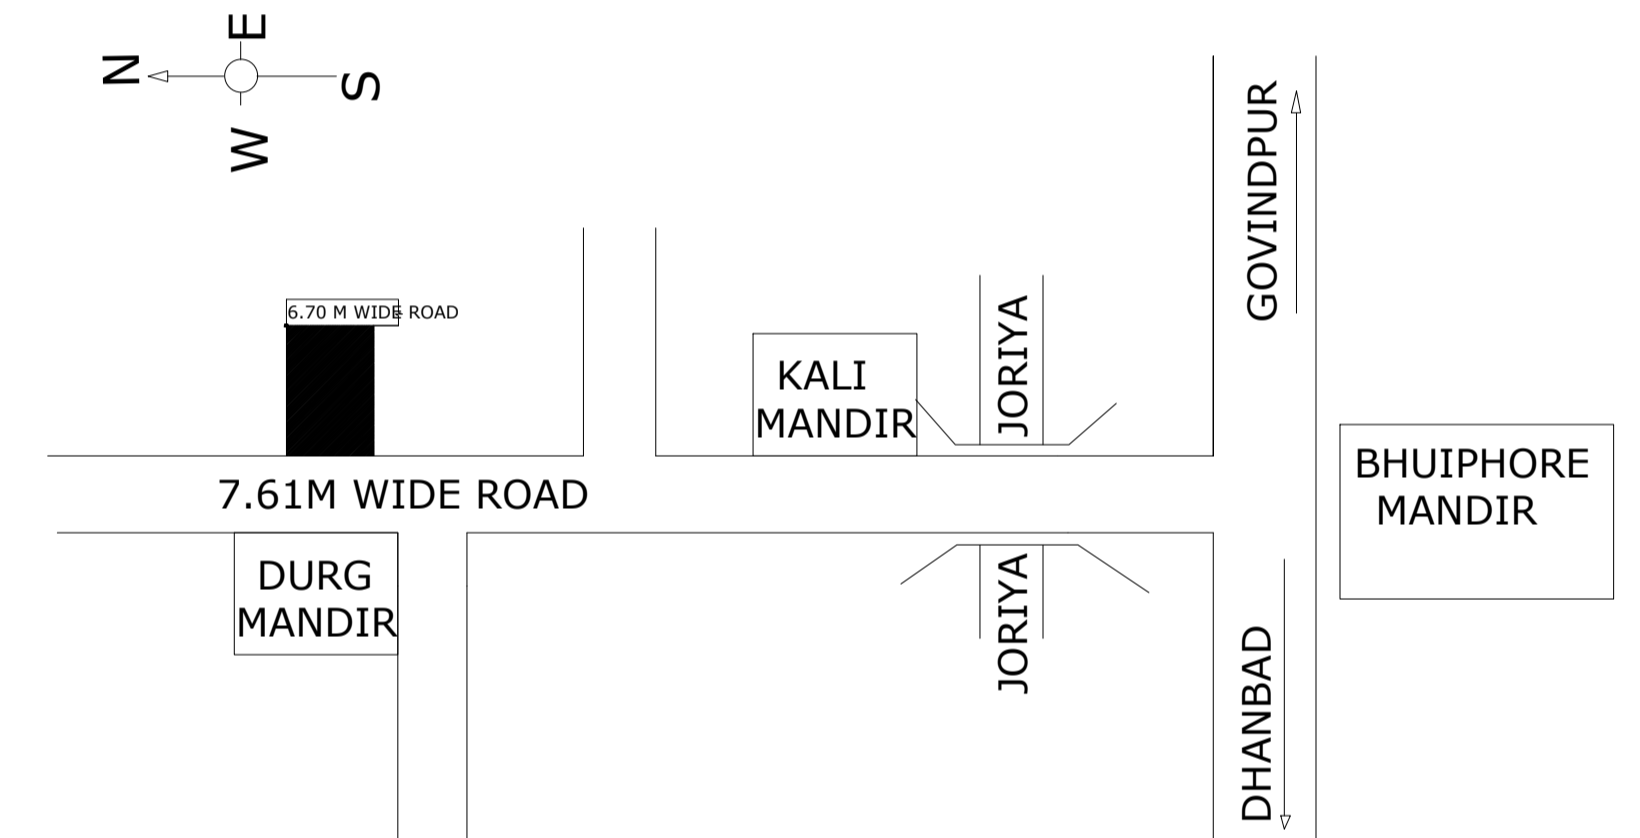 E
N
S
W
GOVINDPUR
6.70 M WIDE ROAD
JORIYA
KALI
MANDIR
BHUIPHORE
MANDIR
7.61M WIDE ROAD
DURG
MANDIR
JORIYA
DHANBAD